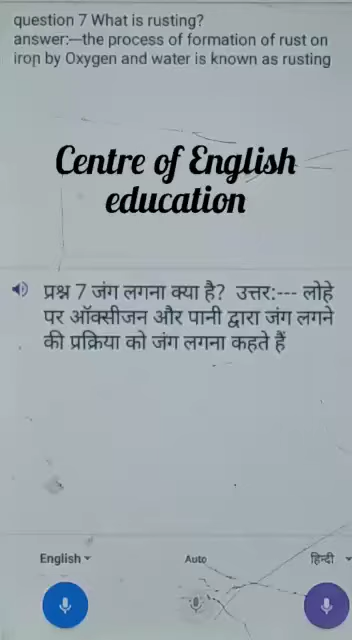 question 7 What is rusting?
answer:—the process of formation of rust on
iron by Oxygen and water is known as rusting
Centre of English
education
प्रश्न 7 जंग लगना क्या है? उत्तर:--- लोहे
पर ऑक्सीजन और पानी द्वारा जंग लगने
की प्रक्रिया को जंग लगना कहते हैं
English
Auto
हिन्दी